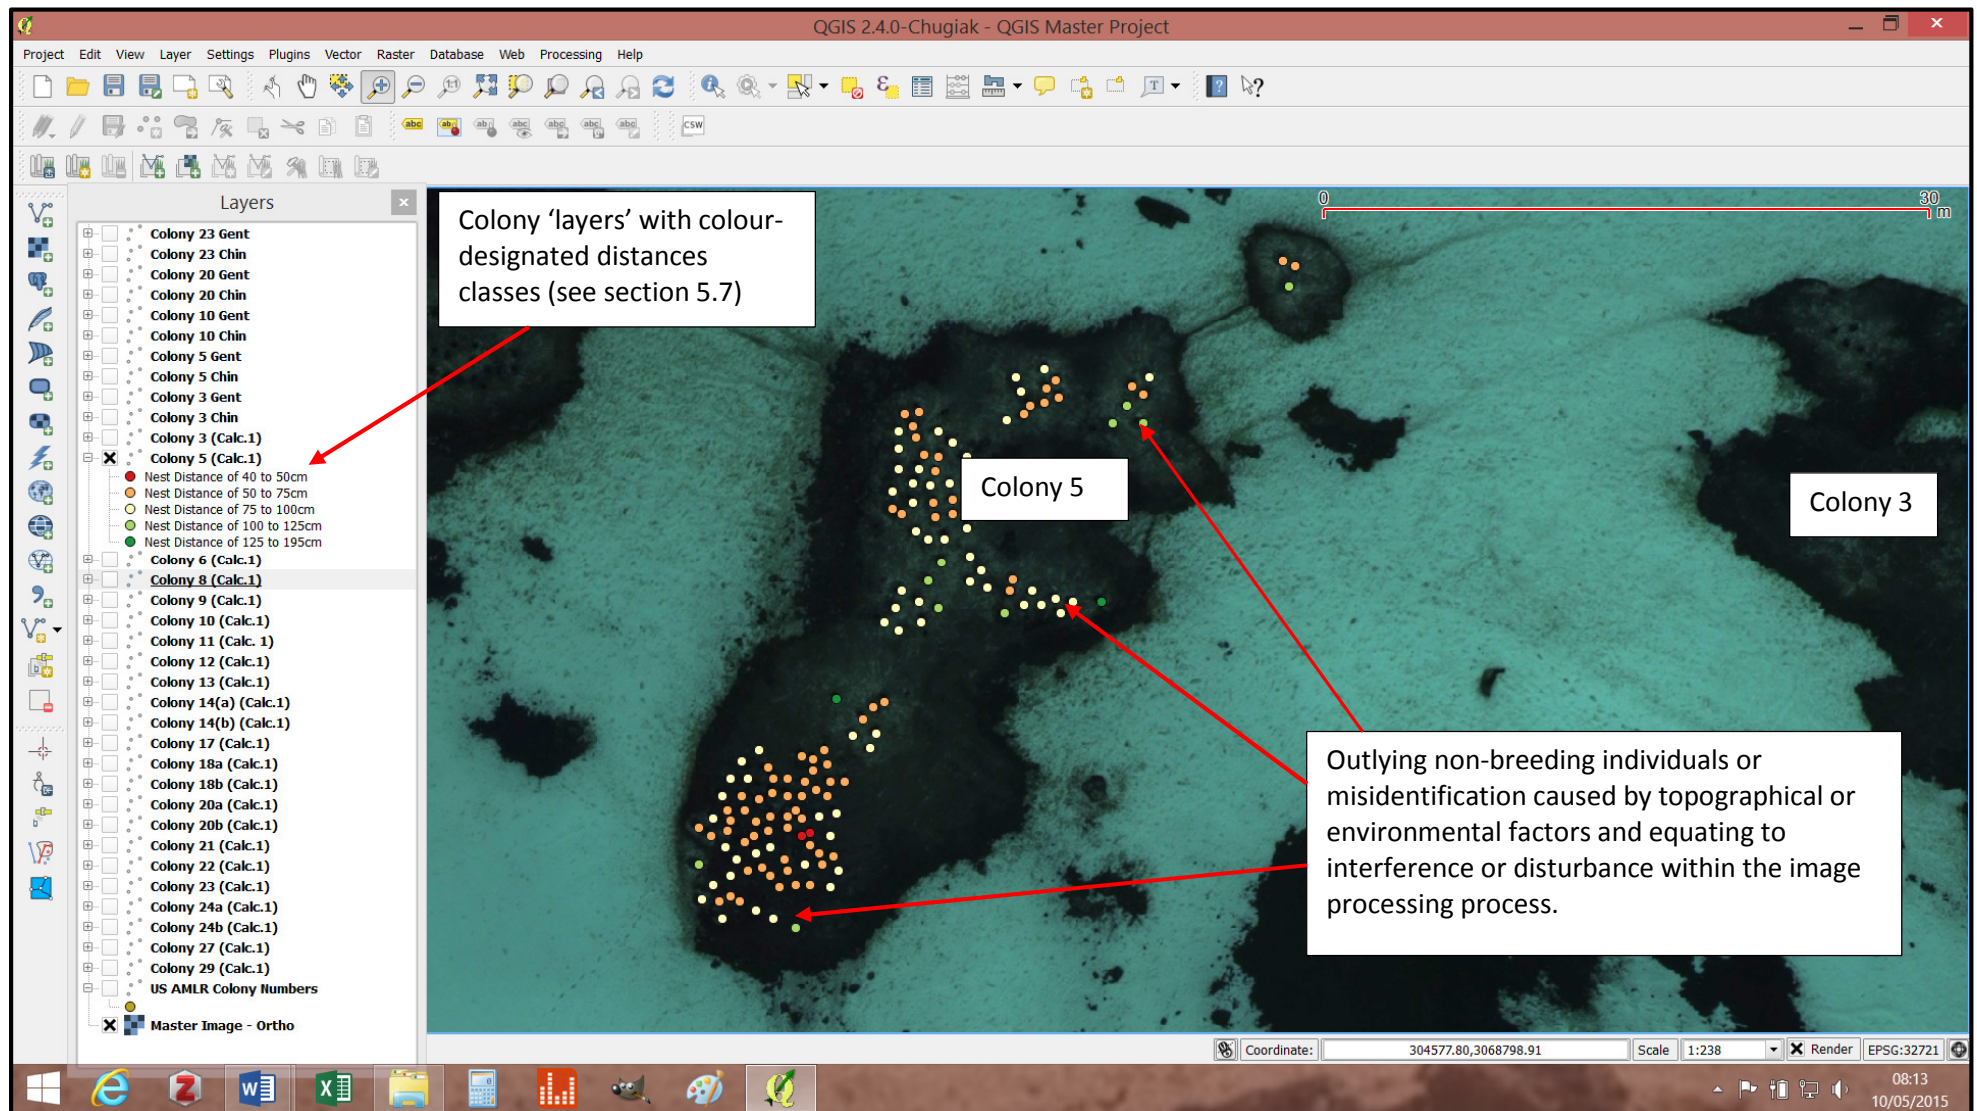 QGIS 2.4.0-Chugiak - QGIS Master Project
Project Edit View Layer Settings Plugins Vector Raster Database Web Processing Help
CSW
Layers
Colony 23 Gent
Colony 23 Chin
Colony 20 Gent
Colony 20 Chin
Colony 10 Gent
Colony 10 Chin
Colony 5 Gent
Colony 5 Chin
Colony 3 Gent
Colony 3 Chin
Colony 3 (Calc.1)
Colony 5 (Calc.1)
Nest Distance of 40 to 50cm
Nest Distance of 50 to 75cm
Nest Distance of 75 to 100cm
Nest Distance of 100 to 125cm
Nest Distance of 125 to 195cm
Colony 6 (Calc.1)
Colony 8 (Calc.1)
Colony 9 (Calc.1)
Colony 10 (Calc.1)
Colony 11 (Calc. 1)
Colony 12 (Calc.1)
Colony 13 (Calc.1)
Colony 14(a) (Calc.1)
Colony 14(b) (Calc.1)
Colony 17 (Calc.1)
Colony 18a (Calc.1)
Colony 18b (Calc.1)
Colony 20a (Calc.1)
Colony 20b (Calc.1)
Colony 21 (Calc.1)
Colony 22 (Calc.1)
Colony 23 (Calc.1)
Colony 24a (Calc.1)
Colony 24b (Calc.1)
Colony 27 (Calc.1)
Colony 29 (Calc.1)
US AMLR Colony Numbers
Master Image - Ortho
Colony ‘layers’ with colour-
designated distances
classes (see section 5.7)
0 30
m
Colony 5
Colony 3
Outlying non-breeding individuals or
misidentification caused by topographical or
environmental factors and equating to
interference or disturbance within the image
processing process.
Coordinate: 304577.80,3068798.91 Scale 1:238 Render EPSG:32721
08:13
10/05/2015